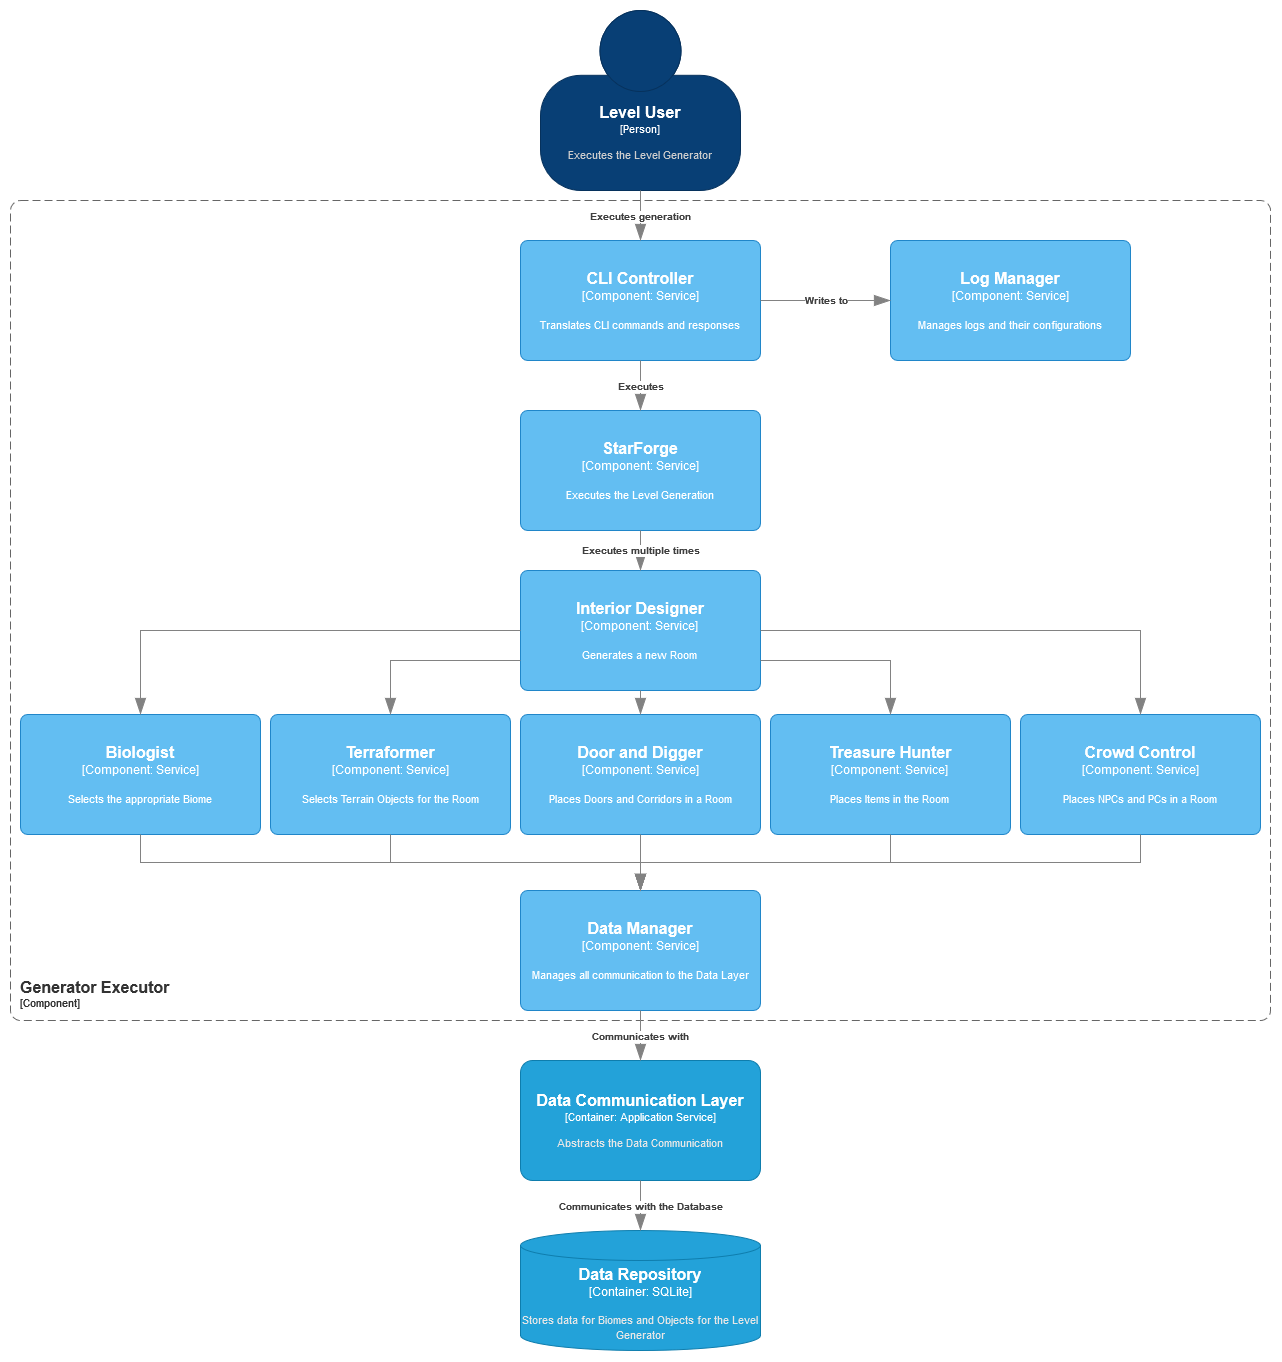 Level User
[Person]
Executes the Level Generator
Executes generation
CLI Controller
[Component: Service]
Translates CLI commands and responses
Writes to
Log Manager
[Component: Service]
Manages logs and their configurations
Executes
StarForge
[Component: Service]
Executes the Level Generation
Executes multiple times
Interior Designer
[Component: Service]
Generates a new Room
Biologist
[Component: Service]
Selects the appropriate Biome
Terraformer
[Component: Service]
Selects Terrain Objects for the Room
Door and Digger
[Component: Service]
Places Doors and Corridors in a Room
Treasure Hunter
[Component: Service]
Places Items in the Room
Crowd Control
[Component: Service]
Places NPCs and PCs in a Room
Data Manager
[Component: Service]
Manages all communication to the Data Layer
Generator Executor
[Component]
Communicates with
Data Communication Layer
[Container: Application Service]
Abstracts the Data Communication
Communicates with the Database
Data Repository
[Container: SQLite]
Stores data for Biomes and Objects for the Level
Generator